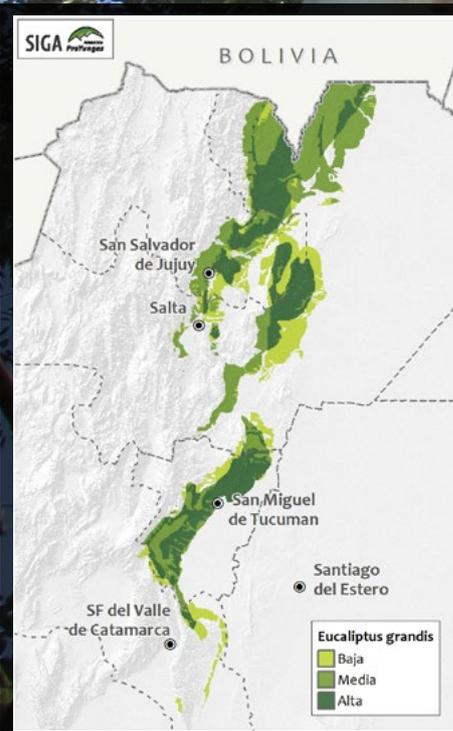 SIGA
ProYungas
BOLIVIA
San Salvador
de Jujuy
Salta
San Miguel
de Tucuman
Santiago
del Estero
SF del Valle
de Catamarca
Eucaliptus grandis
Baja
Media
Alta